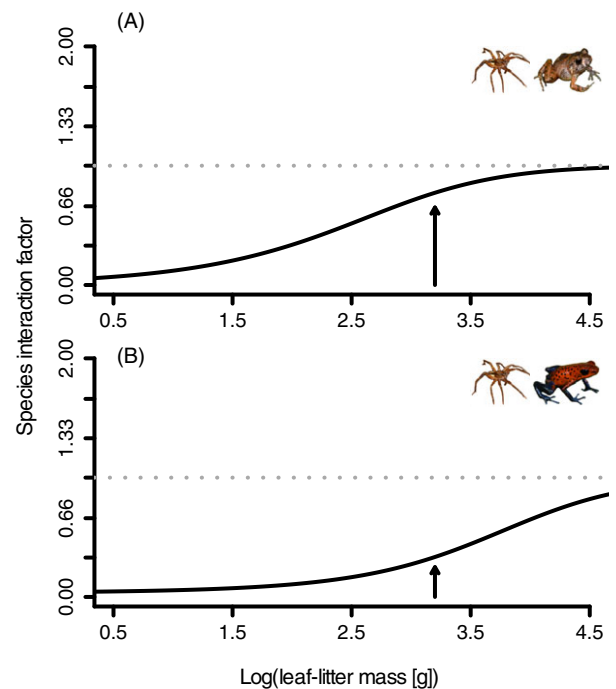 (A)
2.00
1.33
0.66
0.00
0.5 1.5 2.5 3.5 4.5
Species interaction factor
(B)
2.00
1.33
0.66
0.00
0.5 1.5 2.5 3.5 4.5
Log(leaf-litter mass [g])